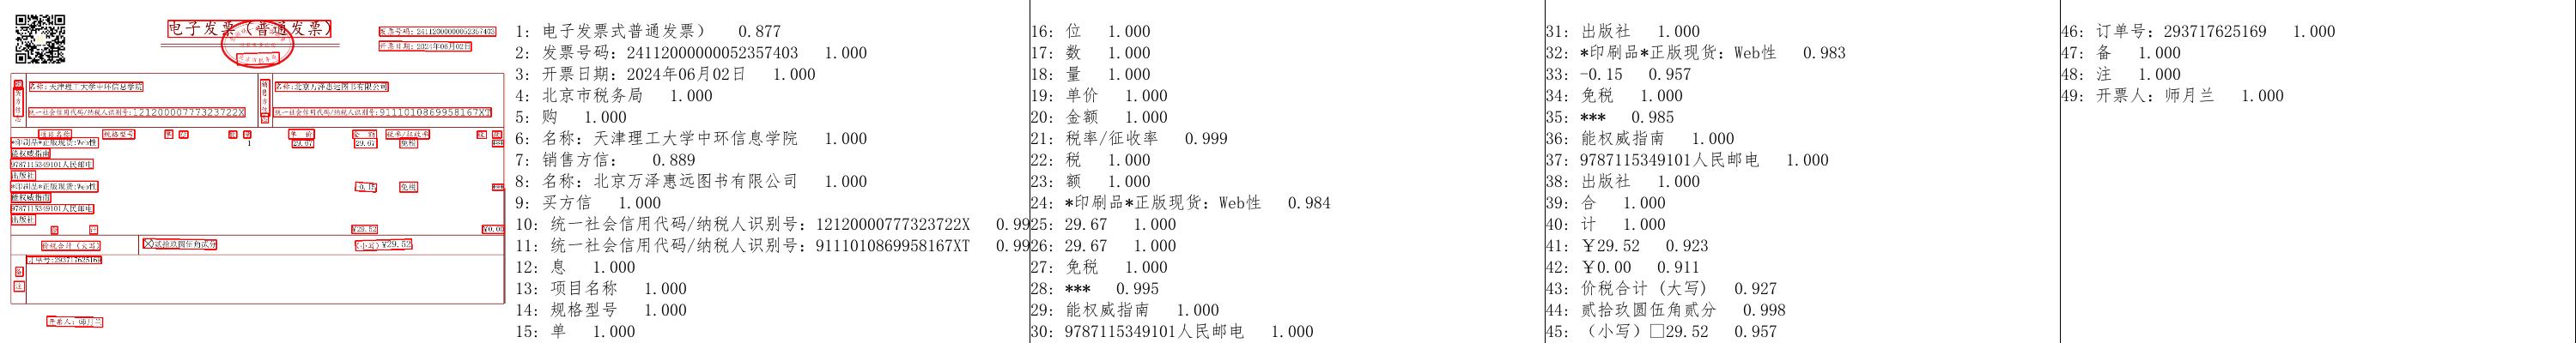 电子发票（普通发票）
发票号码：24112000000052357403
开票日期：2024年06月02日
购买方信息
名称：天津理工大学中环信息学院
统一社会信用代码/纳税人识别号：12120000777323722X
销售方信息
名称：北京万泽惠远图书有限公司
统一社会信用代码/纳税人识别号：9111010869958167XT
项目名称 规格型号 单位 数量 单价 金额 税率/征收率 税额
*印刷品*正版现货：Web性 1 29.67 29.67 免税 ***
能权威指南
9787115349101人民邮电
出版社
*印刷品*正版现货：Web性 -0.15 免税 ***
能权威指南
9787115349101人民邮电
出版社
合计 ¥29.52 ¥0.00
价税合计（大写） 贰拾玖圆伍角贰分 （小写）¥29.52
订单号：293717625169
备注
开票人：师月兰
1: 电子发票式普通发票） 0.877
2: 发票号码：24112000000052357403 1.000
3: 开票日期：2024年06月02日 1.000
4: 北京市税务局 1.000
5: 购 1.000
6: 名称：天津理工大学中环信息学院 1.000
7: 销售方信： 0.889
8: 名称：北京万泽惠远图书有限公司 1.000
9: 买方信 1.000
10: 统一社会信用代码/纳税人识别号：12120000777323722X 0.99
11: 统一社会信用代码/纳税人识别号：9111010869958167XT 0.99
12: 息 1.000
13: 项目名称 1.000
14: 规格型号 1.000
15: 单 1.000
16: 位 1.000
17: 数 1.000
18: 量 1.000
19: 单价 1.000
20: 金额 1.000
21: 税率/征收率 0.999
22: 税 1.000
23: 额 1.000
24: *印刷品*正版现货：Web性 0.984
25: 29.67 1.000
26: 29.67 1.000
27: 免税 1.000
28: *** 0.995
29: 能权威指南 1.000
30: 9787115349101人民邮电 1.000
31: 出版社 1.000
32: *印刷品*正版现货：Web性 0.983
33: -0.15 0.957
34: 免税 1.000
35: *** 0.985
36: 能权威指南 1.000
37: 9787115349101人民邮电 1.000
38: 出版社 1.000
39: 合 1.000
40: 计 1.000
41: ￥29.52 0.923
42: ￥0.00 0.911
43: 价税合计（大写） 0.927
44: 贰拾玖圆伍角贰分 0.998
45: （小写）□29.52 0.957
46: 订单号：293717625169 1.000
47: 备 1.000
48: 注 1.000
49: 开票人：师月兰 1.000